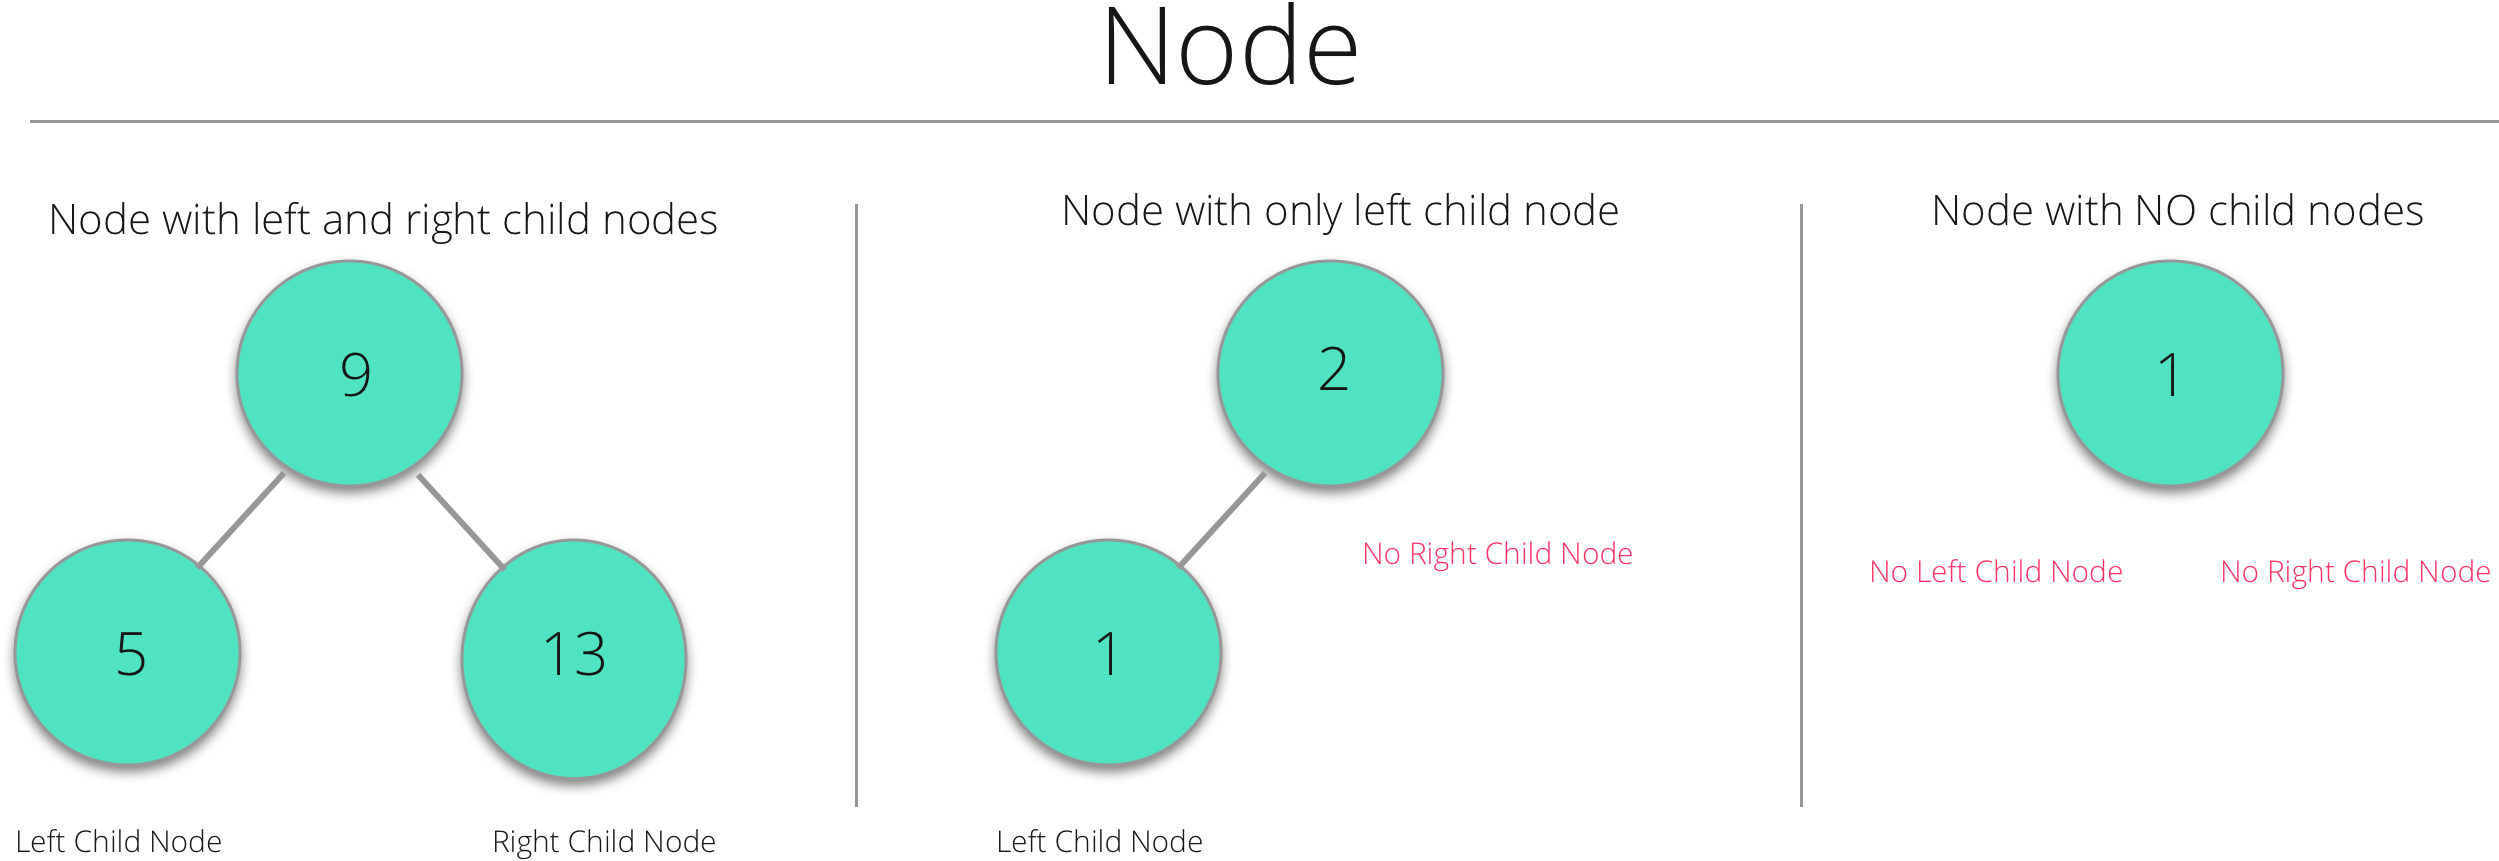 Node
Node with left and right child nodes
9
5
13
Left Child Node
Right Child Node
Node with only left child node
2
No Right Child Node
1
Left Child Node
Node with NO child nodes
1
No Left Child Node
No Right Child Node